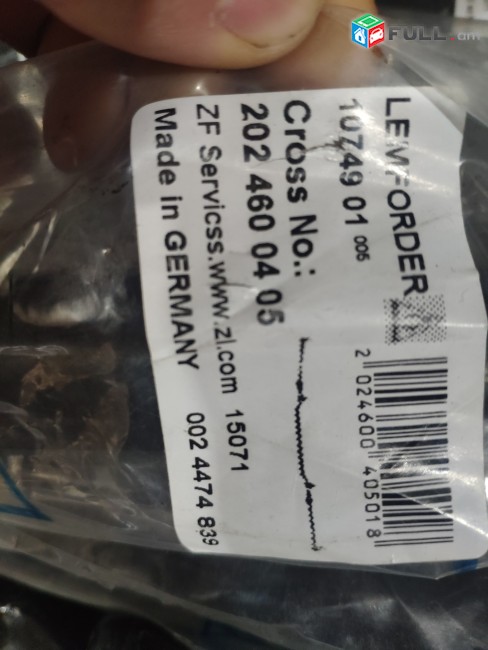 FULL.am
LEMFORDER
10749 01 006
Cross No.:
202 460 04 05
ZF Servicss.www.zl.com 15071
Made in GERMANY 002 4474 839
2 024600 405018